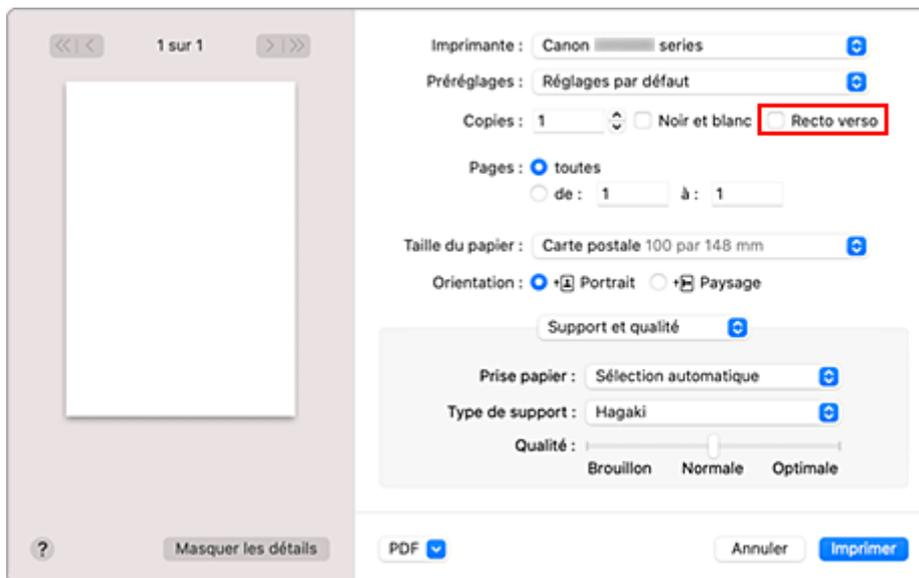 1 sur 1
Imprimante : Canon series
Préréglages : Réglages par défaut
Copies : 1 Noir et blanc Recto verso
Pages : toutes
de : 1 à : 1
Taille du papier : Carte postale 100 par 148 mm
Orientation : Portrait Paysage
Support et qualité
Prise papier : Sélection automatique
Type de support : Hagaki
Qualité :
Brouillon Normale Optimale
? Masquer les détails PDF Annuler Imprimer